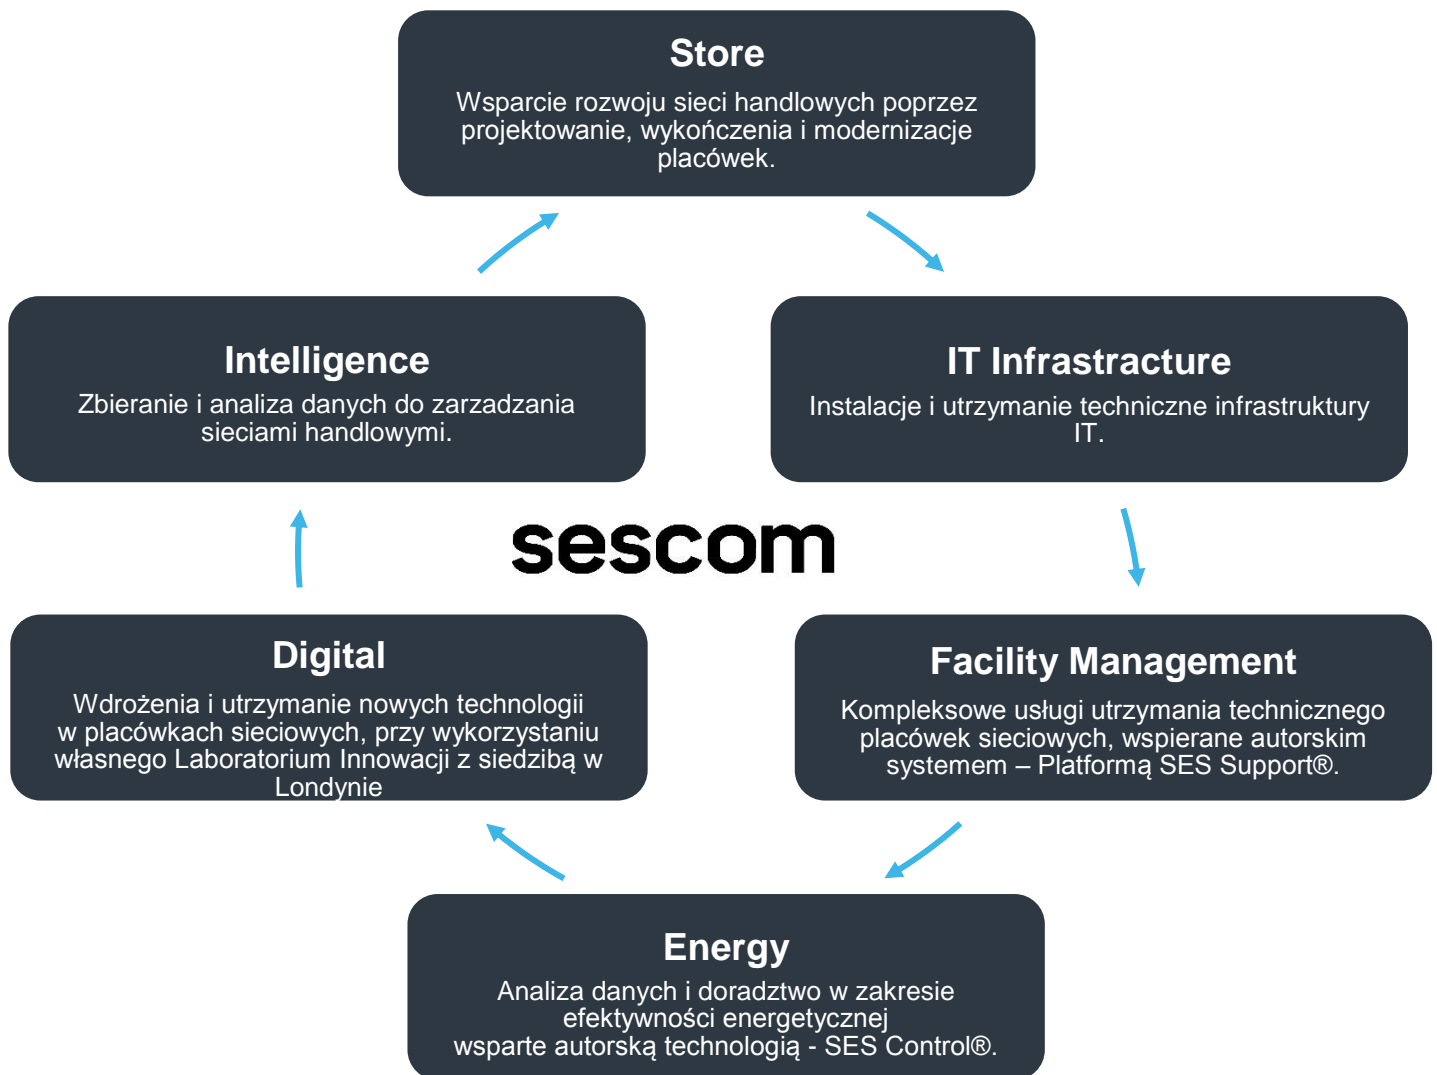 Store
Wsparcie rozwoju sieci handlowych poprzez
projektowanie, wykończenia i modernizacje
placówek.
Intelligence
Zbieranie i analiza danych do zarzadzania
sieciami handlowymi.
IT Infrastracture
Instalacje i utrzymanie techniczne infrastruktury
IT.
sescom
Digital
Wdrożenia i utrzymanie nowych technologii
w placówkach sieciowych, przy wykorzystaniu
własnego Laboratorium Innowacji z siedzibą w
Londynie
Facility Management
Kompleksowe usługi utrzymania technicznego
placówek sieciowych, wspierane autorskim
systemem – Platformą SES Support®.
Energy
Analiza danych i doradztwo w zakresie
efektywności energetycznej
wsparte autorską technologią - SES Control®.